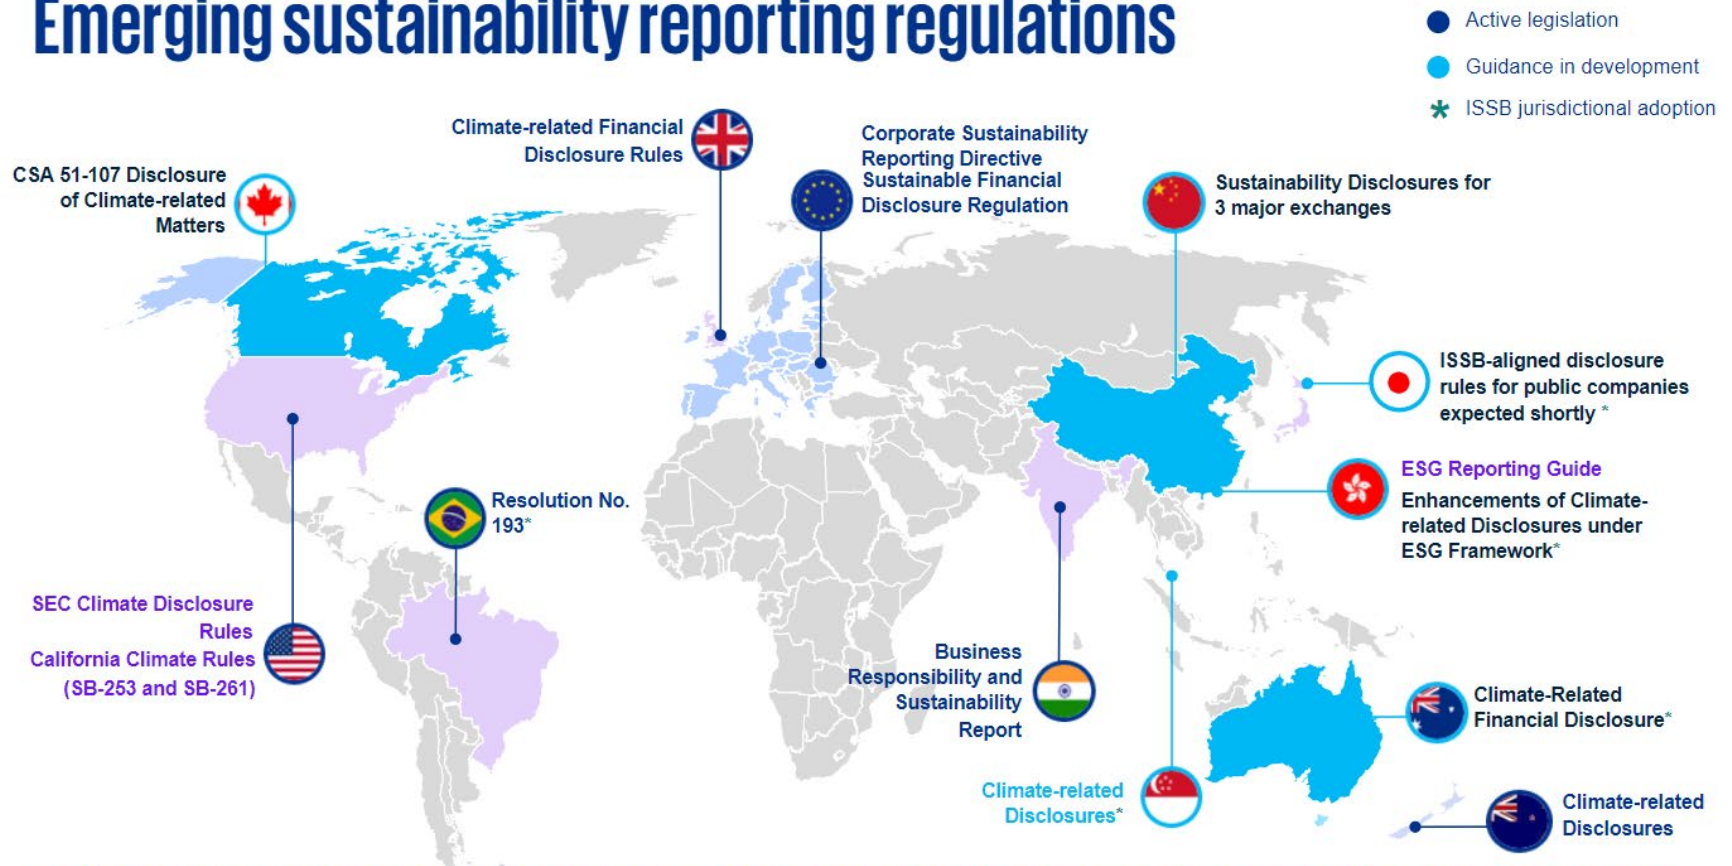 Emerging sustainability reporting regulations
Active legislation
Guidance in development
* ISSB jurisdictional adoption
CSA 51-107 Disclosure
of Climate-related
Matters
Climate-related Financial
Disclosure Rules
Corporate Sustainability
Reporting Directive
Sustainable Financial
Disclosure Regulation
Sustainability Disclosures for
3 major exchanges
ISSB-aligned disclosure
rules for public companies
expected shortly *
ESG Reporting Guide
Enhancements of Climate-
related Disclosures under
ESG Framework*
Resolution No.
193*
SEC Climate Disclosure
Rules
California Climate Rules
(SB-253 and SB-261)
Business
Responsibility and
Sustainability
Report
Climate-related
Disclosures*
Climate-Related
Financial Disclosure*
Climate-related
Disclosures